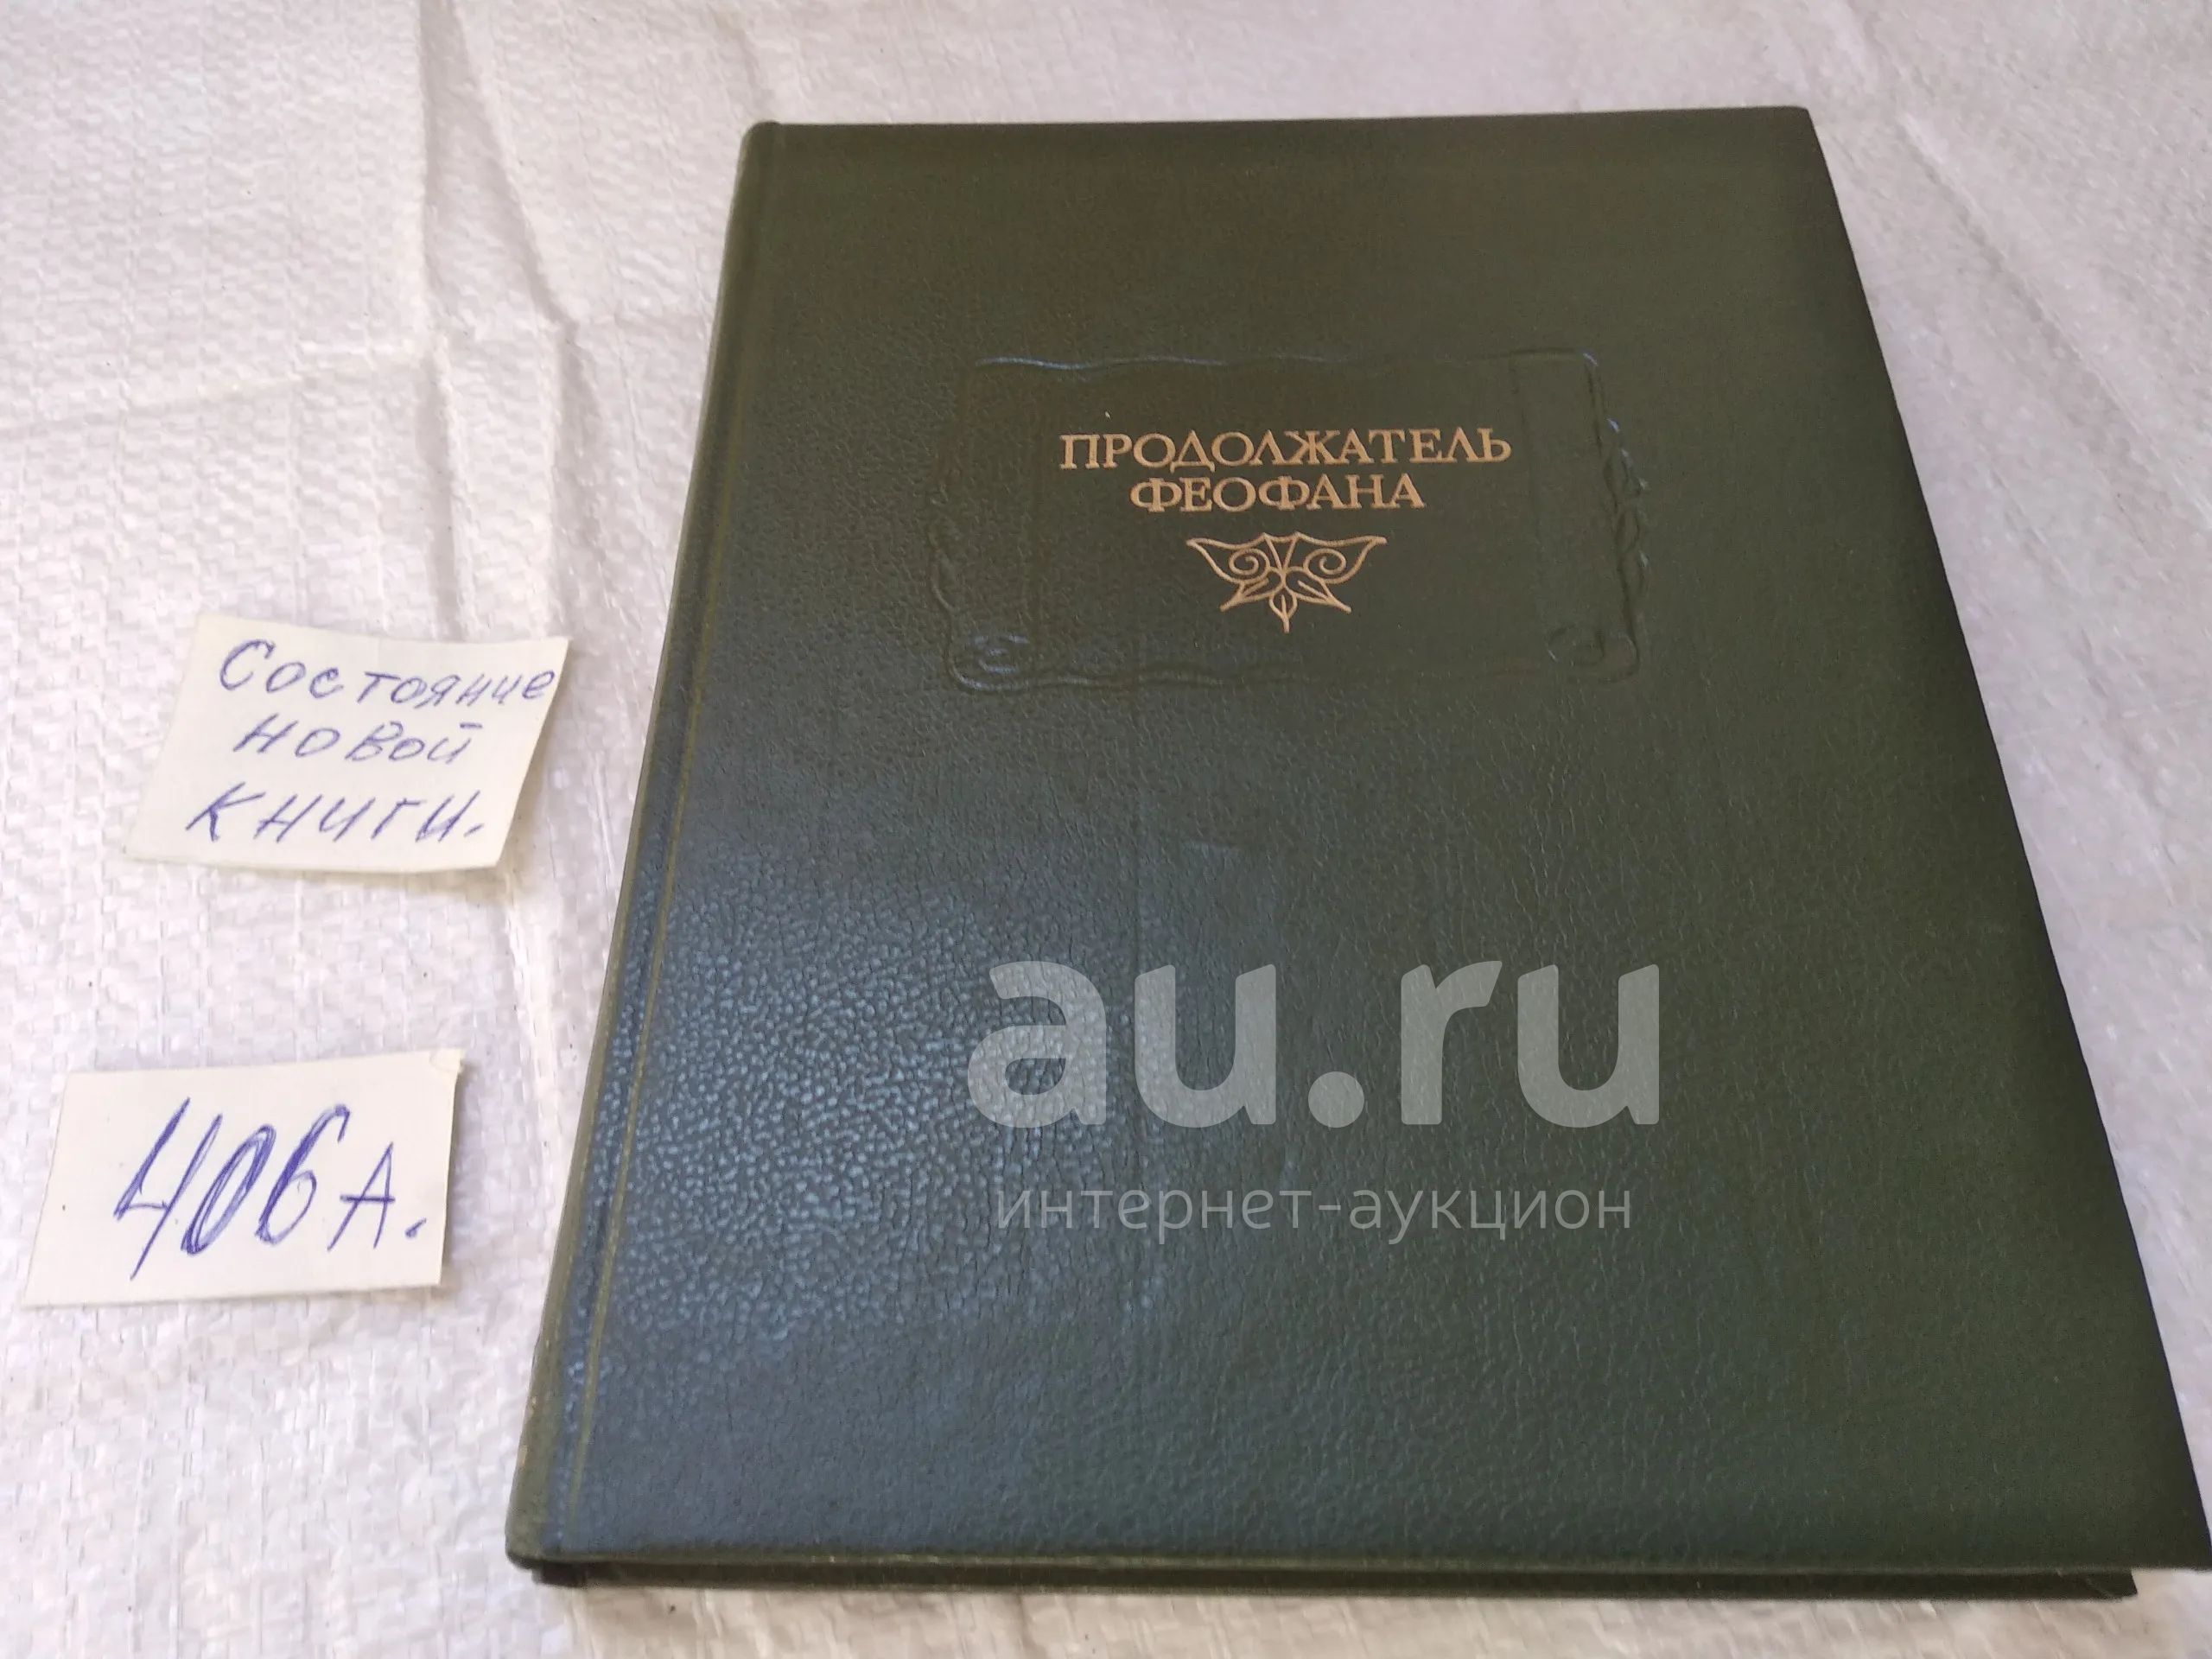 ПРОДОЛЖАТЕЛЬ
ФЕОФАНА
Состояние
новой
книги.
406А.
au.ru
интернет-аукцион